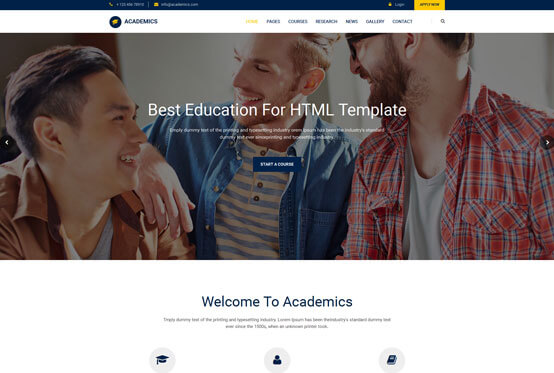 + 123 456 78910
info@academics.com
Login
APPLY NOW
ACADEMICS
HOME
PAGES
COURSES
RESEARCH
NEWS
GALLERY
CONTACT
Best Education For HTML Template
Empty dummy text of the printing and typesetting industry orem Ipsum has been the industry's standard
dummy text ever sinceprinting and typesetting industry.
START A COURSE
Welcome To Academics
Tmply dummy text of the printing and typesetting industry. Lorem Ipsum has been theindustry's standard dummy text
ever since the 1500s, when an unknown printer took.